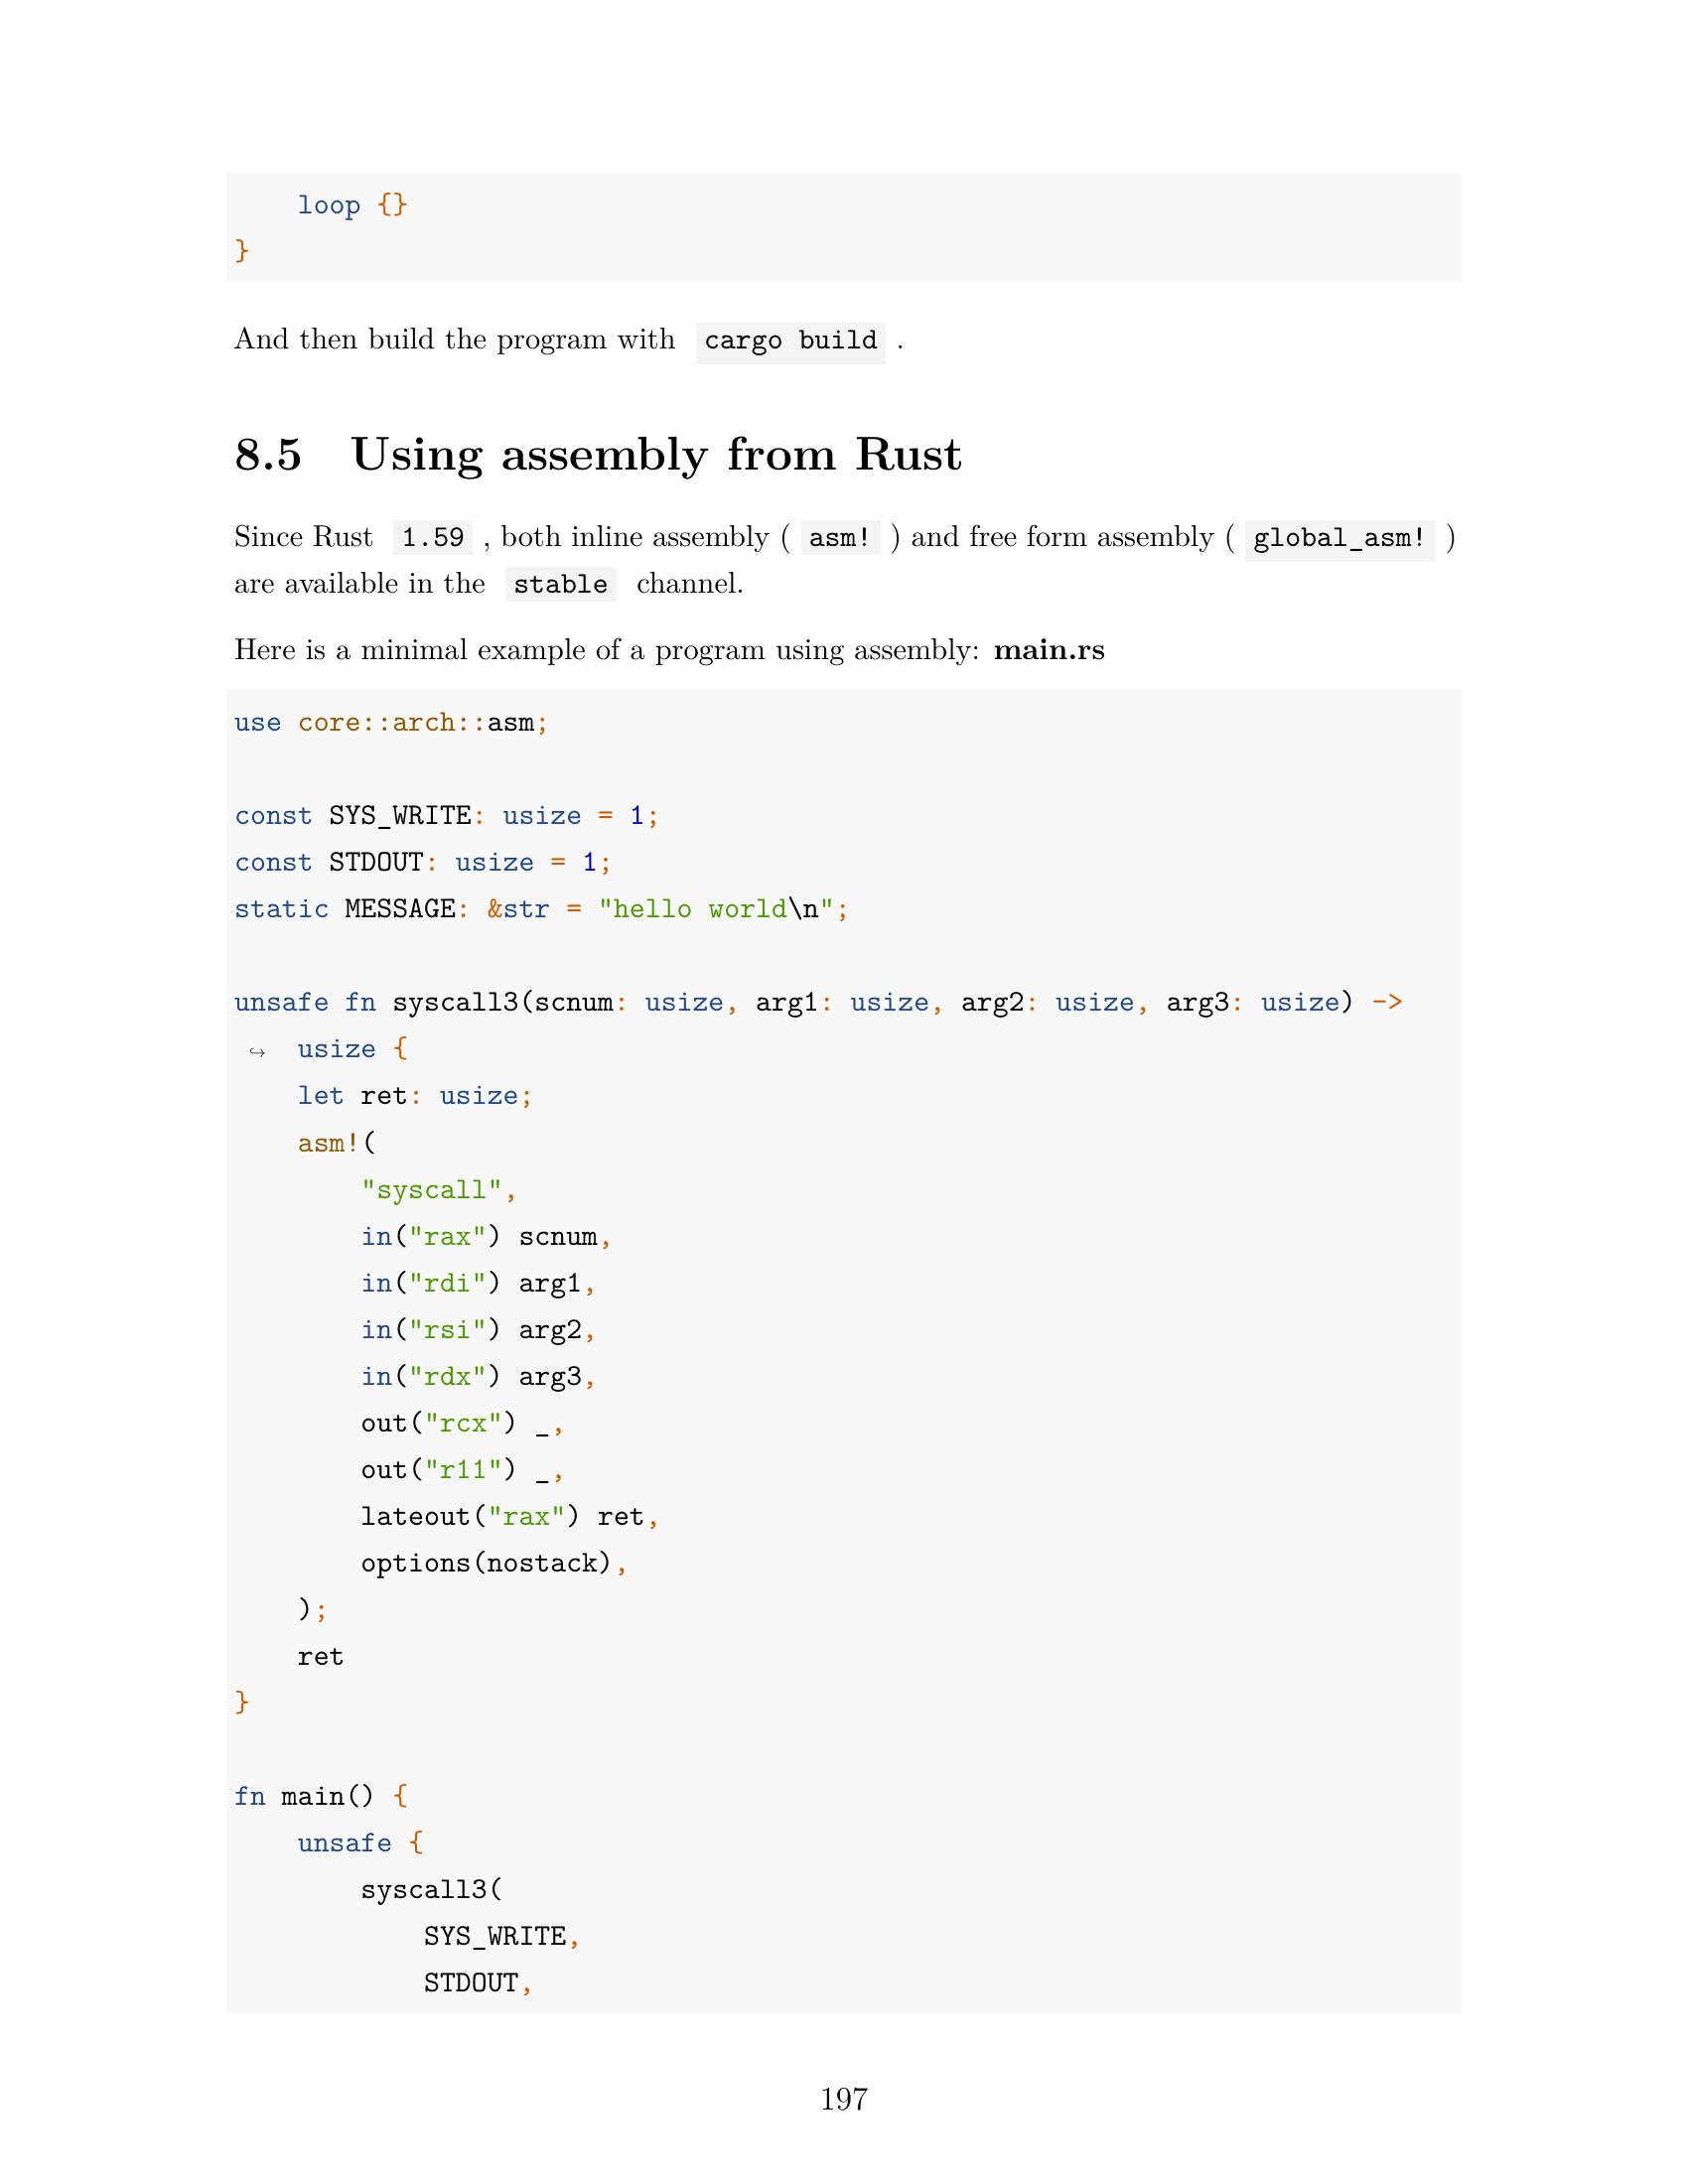 loop {}
}
And then build the program with cargo build .
8.5 Using assembly from Rust
Since Rust 1.59 , both inline assembly ( asm! ) and free form assembly ( global_asm! )
are available in the stable channel.
Here is a minimal example of a program using assembly: main.rs
use core::arch::asm;

const SYS_WRITE: usize = 1;
const STDOUT: usize = 1;
static MESSAGE: &str = "hello world\n";

unsafe fn syscall3(scnum: usize, arg1: usize, arg2: usize, arg3: usize) ->
↪  usize {
    let ret: usize;
    asm!(
        "syscall",
        in("rax") scnum,
        in("rdi") arg1,
        in("rsi") arg2,
        in("rdx") arg3,
        out("rcx") _,
        out("r11") _,
        lateout("rax") ret,
        options(nostack),
    );
    ret
}

fn main() {
    unsafe {
        syscall3(
            SYS_WRITE,
            STDOUT,
197